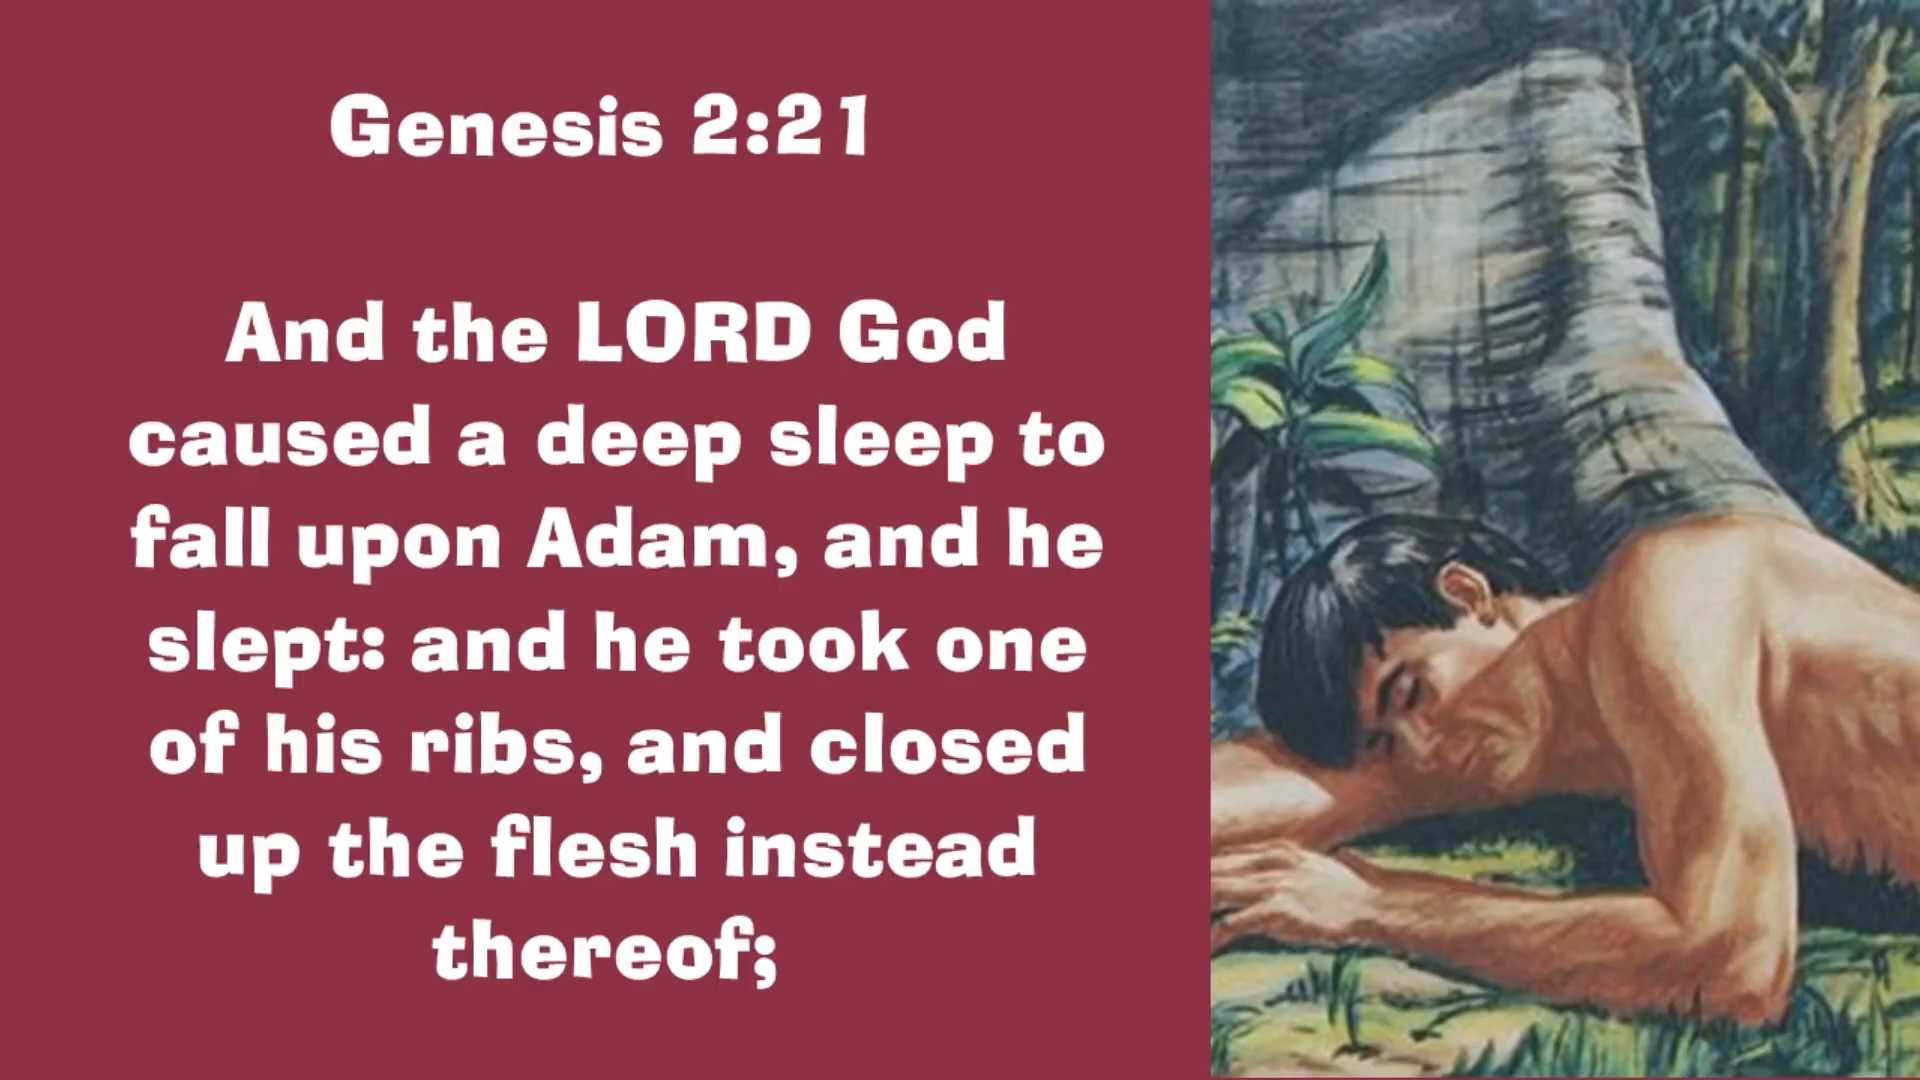 Genesis 2:21
And the LORD God
caused a deep sleep to
fall upon Adam, and he
slept: and he took one
of his ribs, and closed
up the flesh instead
thereof;